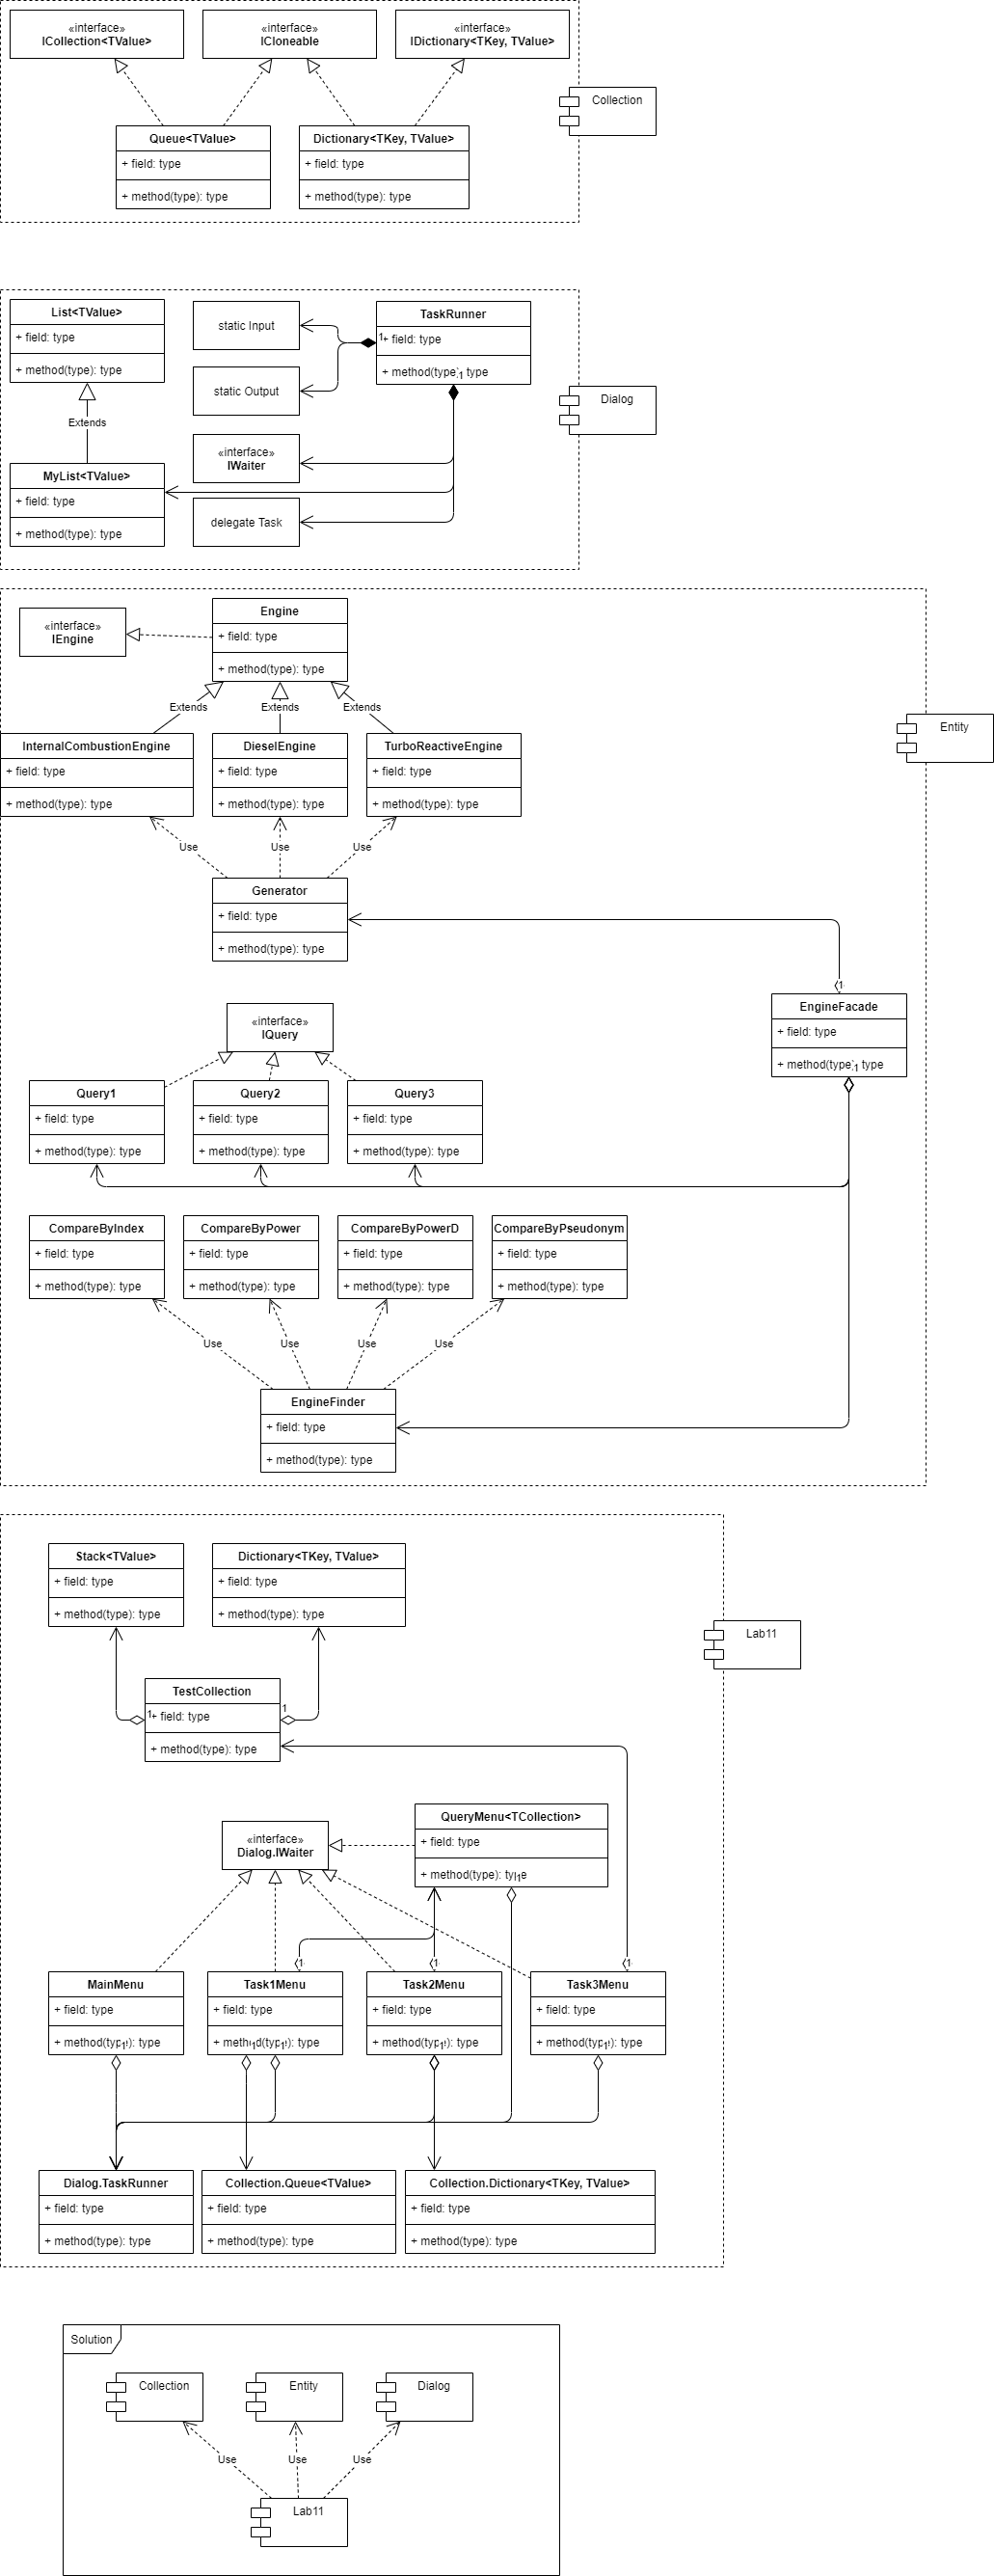 «interface»
ICollection<TValue>
«interface»
ICloneable
«interface»
IDictionary<TKey, TValue>
Collection
Queue<TValue>
+ field: type
+ method(type): type
Dictionary<TKey, TValue>
+ field: type
+ method(type): type
List<TValue>
+ field: type
+ method(type): type
static Input
TaskRunner
1
+ field: type
+ method(type): type
1
static Output
Dialog
Extends
«interface»
IWaiter
MyList<TValue>
+ field: type
+ method(type): type
delegate Task
«interface»
IEngine
Engine
+ field: type
+ method(type): type
Extends
Extends
Extends
Entity
InternalCombustionEngine
+ field: type
+ method(type): type
DieselEngine
+ field: type
+ method(type): type
TurboReactiveEngine
+ field: type
+ method(type): type
Use
Use
Use
Generator
+ field: type
+ method(type): type
1
EngineFacade
+ field: type
+ method(type): type
1
«interface»
IQuery
Query1
+ field: type
+ method(type): type
Query2
+ field: type
+ method(type): type
Query3
+ field: type
+ method(type): type
CompareByIndex
+ field: type
+ method(type): type
CompareByPower
+ field: type
+ method(type): type
CompareByPowerD
+ field: type
+ method(type): type
CompareByPseudonym
+ field: type
+ method(type): type
Use
Use
Use
Use
EngineFinder
+ field: type
+ method(type): type
Stack<TValue>
+ field: type
+ method(type): type
Dictionary<TKey, TValue>
+ field: type
+ method(type): type
Lab11
TestCollection
1
+ field: type
1
+ method(type): type
«interface»
Dialog.IWaiter
QueryMenu<TCollection>
+ field: type
+ method(type): type
1
1
1
1
MainMenu
+ field: type
+ method(type): type
1
Task1Menu
+ field: type
+ method(type): type
1
1
Task2Menu
+ field: type
+ method(type): type
1
Task3Menu
+ field: type
+ method(type): type
1
Dialog.TaskRunner
+ field: type
+ method(type): type
Collection.Queue<TValue>
+ field: type
+ method(type): type
Collection.Dictionary<TKey, TValue>
+ field: type
+ method(type): type
Solution
Collection
Entity
Dialog
Use
Use
Use
Lab11